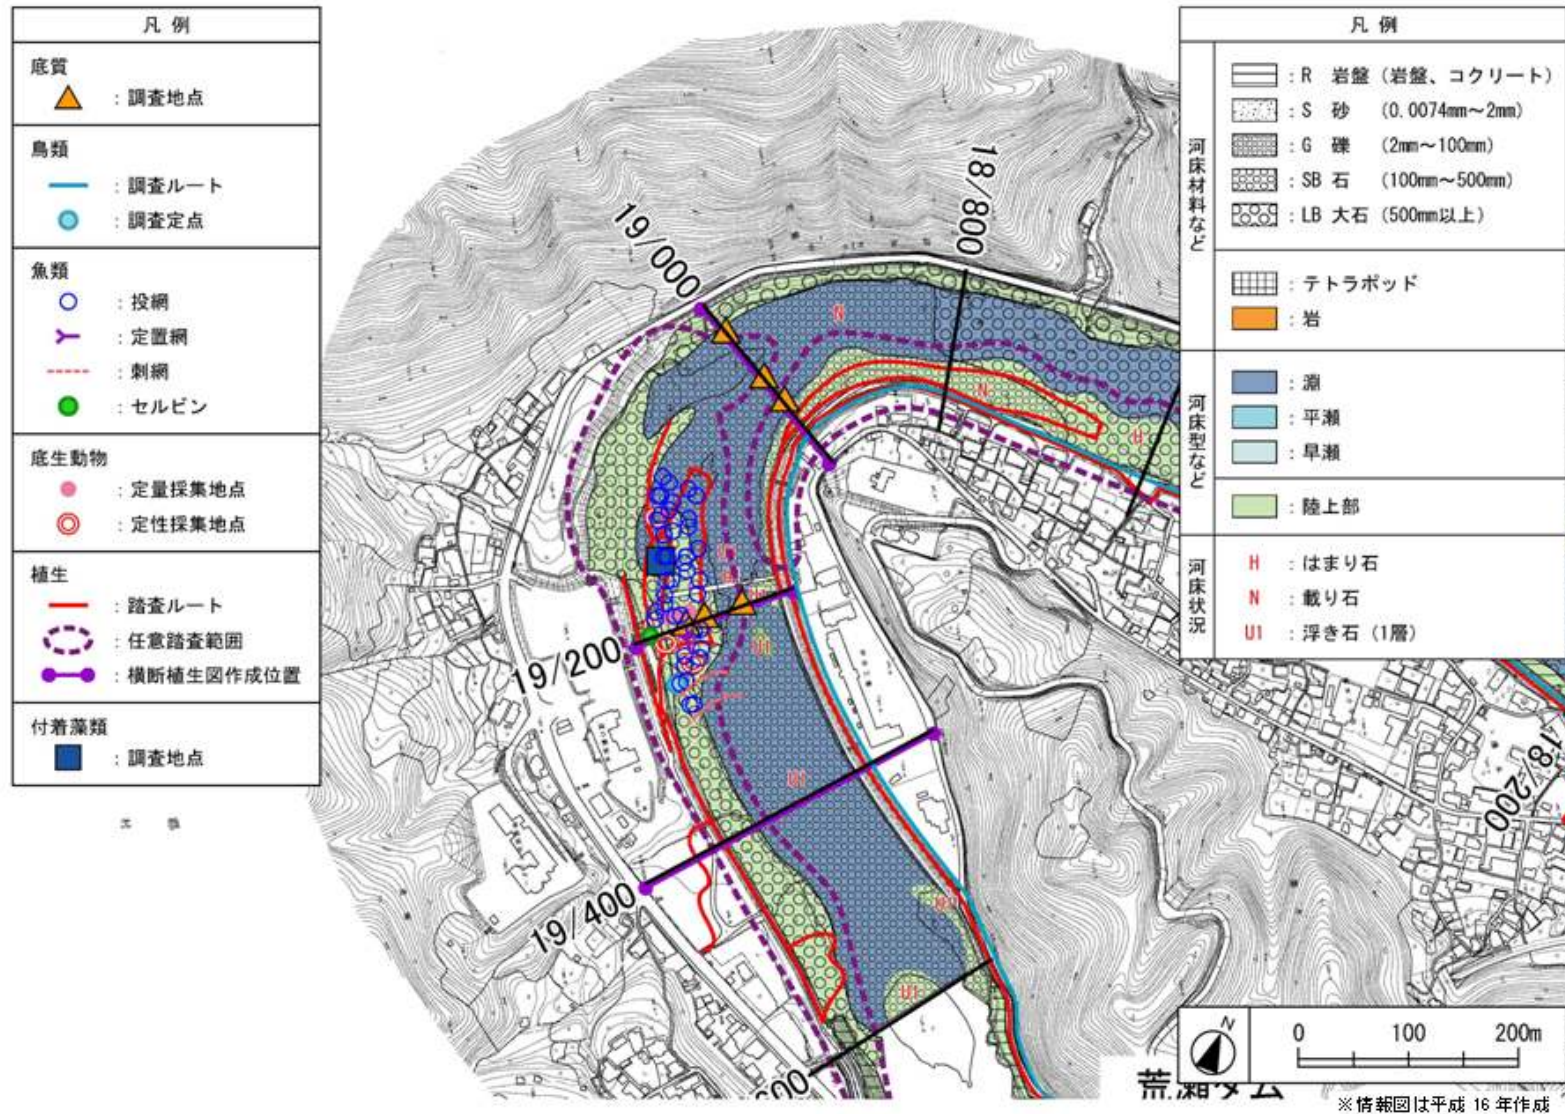 凡 例
底質
：調査地点
鳥類
：調査ルート
：調査定点
魚類
：投網
：定置網
：刺網
：セルビン
底生動物
：定量採集地点
：定性採集地点
植生
：踏査ルート
：任意踏査範囲
：横断植生図作成位置
付着藻類
：調査地点
19/000
18/800
19/200
19/400
600
18/200
N
N
H
U1
U1
U1
凡 例
河床材料など
：R 岩盤（岩盤、コクリート）
：S 砂 （0.0074mm～2mm）
：G 礫 （2mm～100mm）
：SB 石 （100mm～500mm）
：LB 大石（500mm以上）
：テトラポッド
：岩
河床型など
：淵
：平瀬
：早瀬
：陸上部
河床状況
H ：はまり石
N ：載り石
U1 ：浮き石（1層）
N
0 100 200m
荒瀬ダム
※情報図は平成 16 年作成